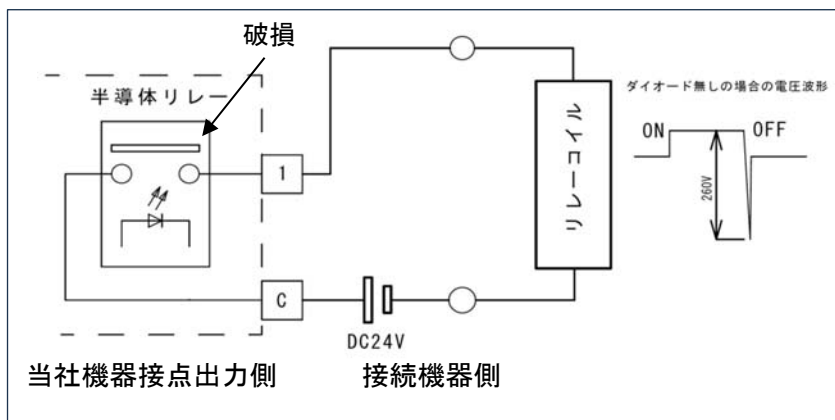 破損
半導体リレー
ダイオード無しの場合の電圧波形
ON
OFF
260V
リレーコイル
1
C
DC24V
当社機器接点出力側
接続機器側